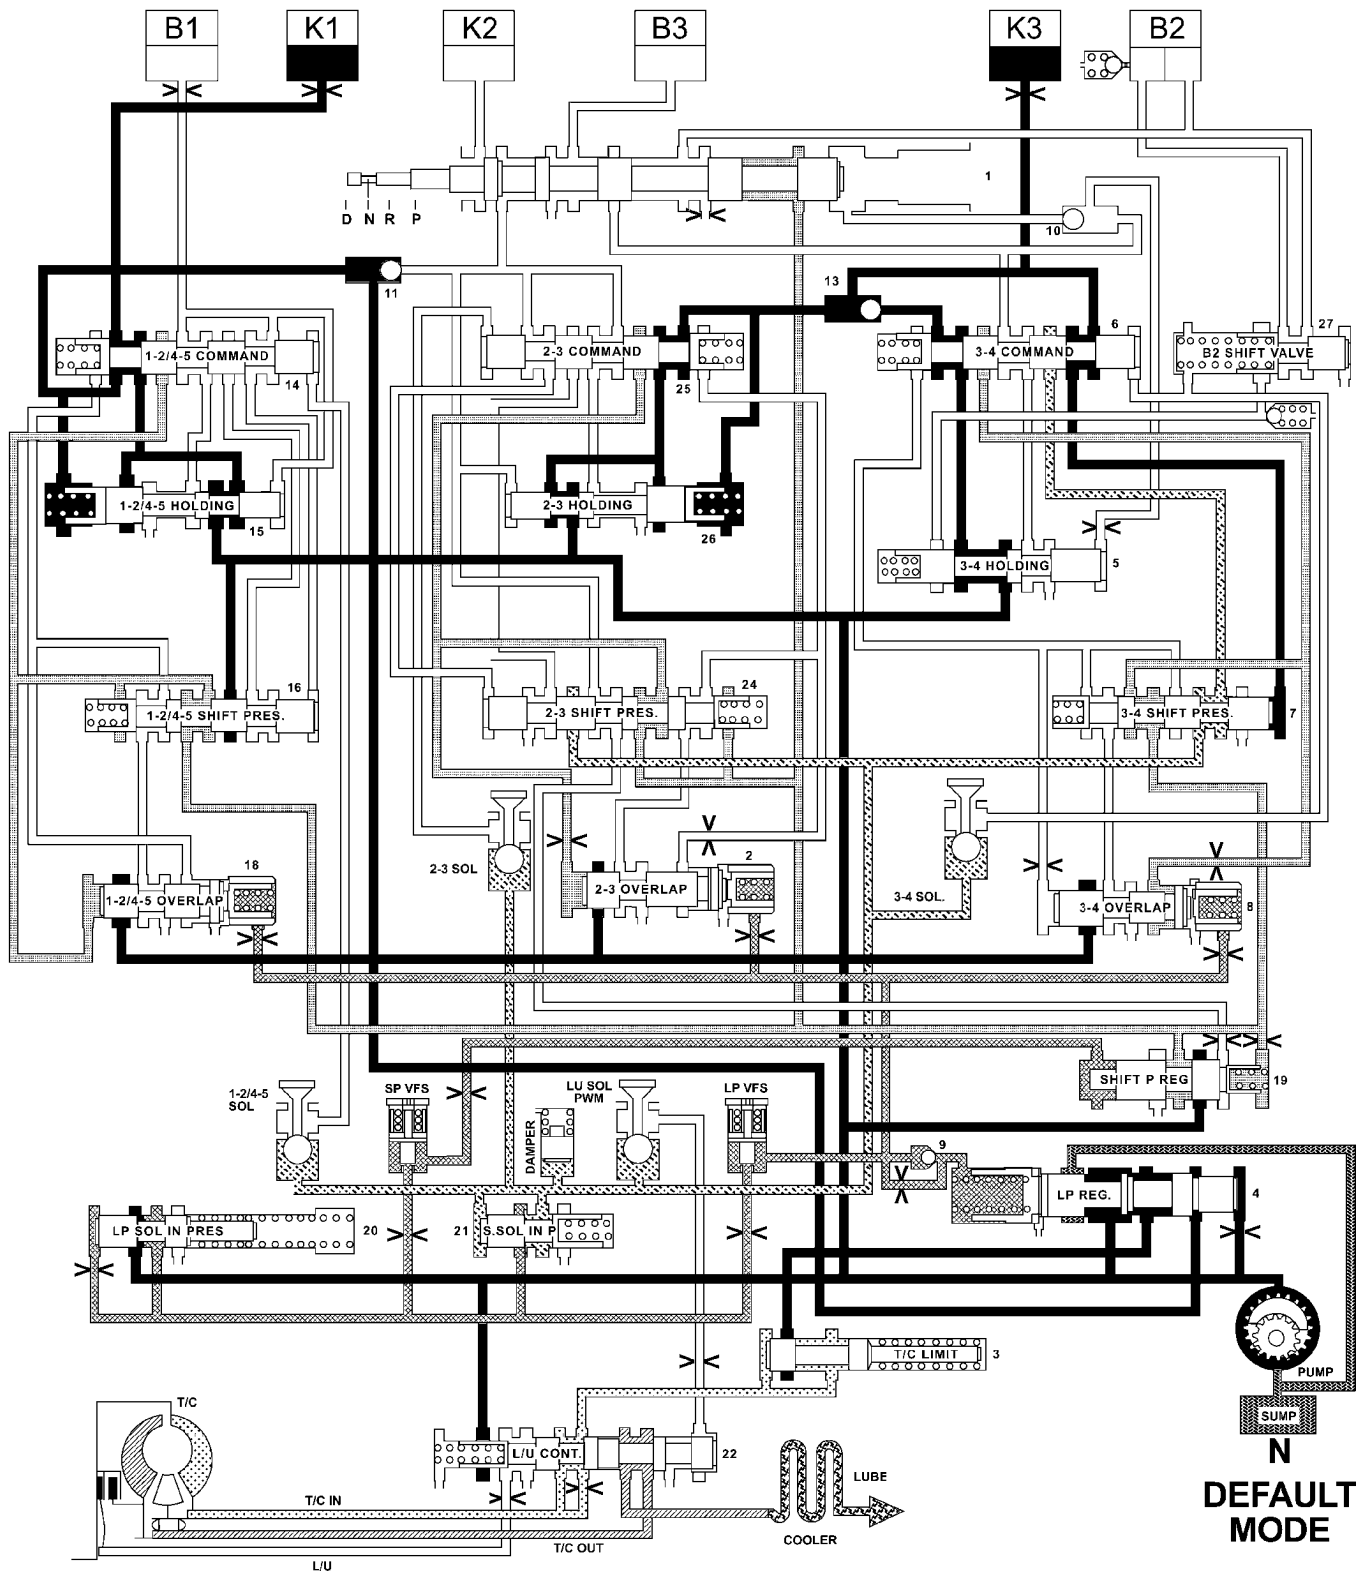 B1
K1
K2
B3
K3
B2
1
D N R P
10
11
13
6
27
1-2/4-5 COMMAND
2-3 COMMAND
3-4 COMMAND
B2 SHIFT VALVE
14
25
1-2/4-5 HOLDING
2-3 HOLDING
15
26
3-4 HOLDING
5
16
24
1-2/4-5 SHIFT PRES.
2-3 SHIFT PRES.
3-4 SHIFT PRES.
7
18
2-3 SOL
2
3-4 SOL.
1-2/4-5 OVERLAP
2-3 OVERLAP
3-4 OVERLAP
8
SHIFT P REG
19
1-2/4-5
SOL
SP VFS
LU SOL
PWM
LP VFS
DAMPER
9
LP REG.
4
LP SOL IN PRES
20
21
S.SOL IN P
T/C LIMIT
3
PUMP
SUMP
T/C
L/U CONT.
22
T/C IN
LUBE
COOLER
T/C OUT
L/U
N
DEFAULT
MODE